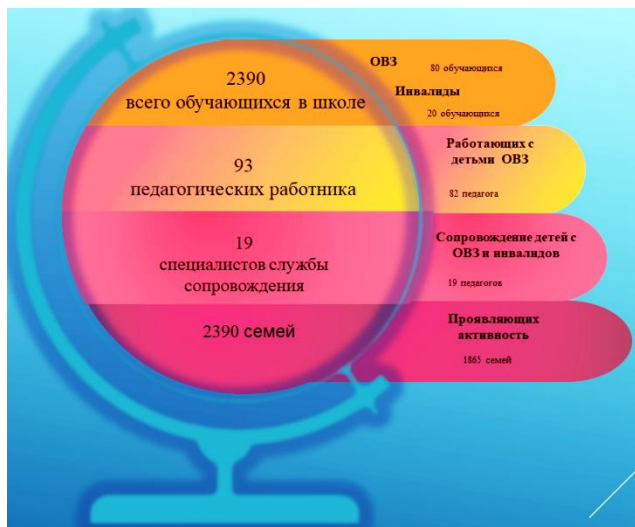 2390
всего обучающихся в школе
ОВЗ
80 обучающихся
Инвалиды
20 обучающихся
93
педагогических работника
Работающих с
детьми ОВЗ
82 педагога
19
специалистов службы
сопровождения
Сопровождение детей с
ОВЗ и инвалидов
19 педагогов
2390 семей
Проявляющих
активность
1865 семей